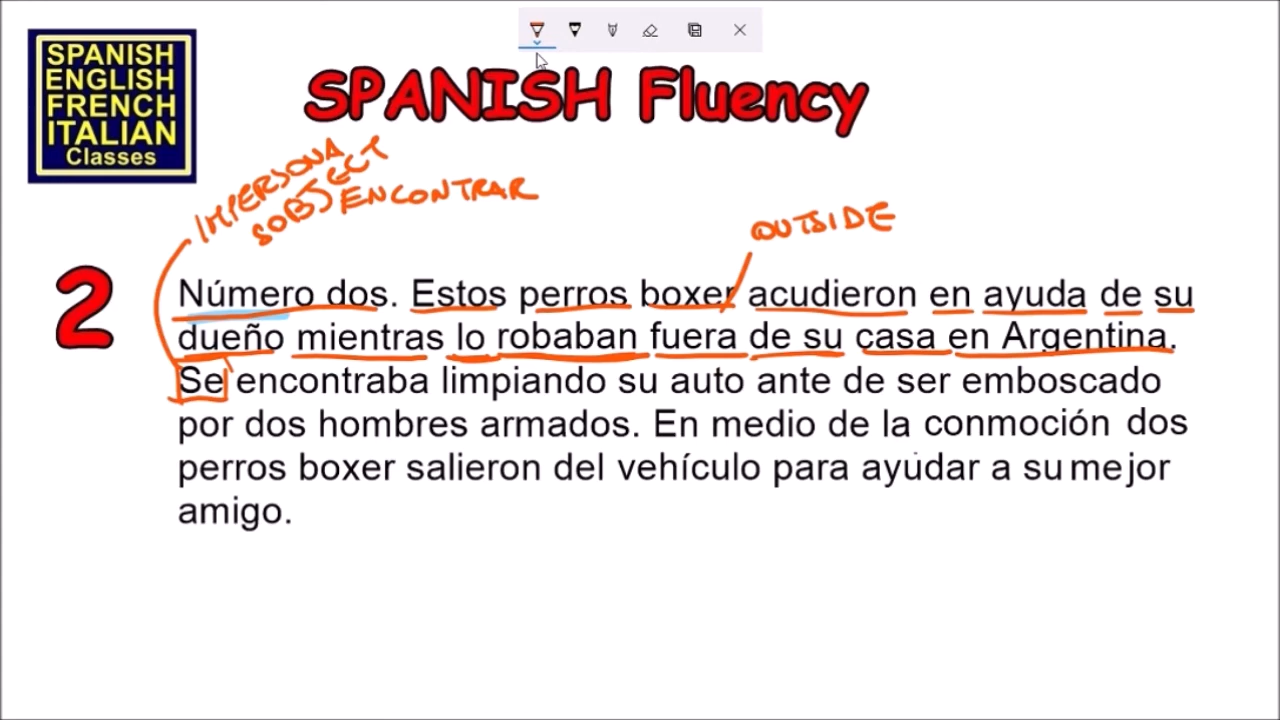 SPANISH
ENGLISH
FRENCH
ITALIAN
Classes
SPANISH Fluency
IMPERSONA
SOBJECT
ENCONTRAR
OUTSIDE
2
Número dos. Estos perros boxer acudieron en ayuda de su
dueño mientras lo robaban fuera de su casa en Argentina.
Se encontraba limpiando su auto ante de ser emboscado
por dos hombres armados. En medio de la conmoción dos
perros boxer salieron del vehículo para ayudar a su mejor
amigo.